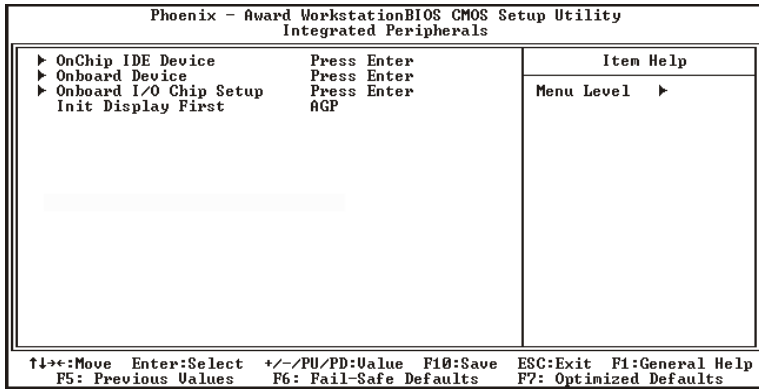 Phoenix - Award WorkstationBIOS CMOS Setup Utility
Integrated Peripherals
▶ OnChip IDE Device Press Enter
▶ Onboard Device Press Enter
▶ Onboard I/O Chip Setup Press Enter
Init Display First AGP
Item Help
Menu Level ▶
↑↓→←:Move Enter:Select +/-/PU/PD:Value F10:Save ESC:Exit F1:General Help
F5: Previous Values F6: Fail-Safe Defaults F7: Optimized Defaults